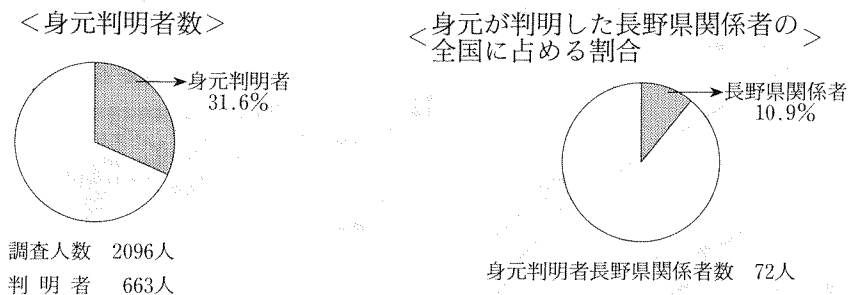 ＜身元判明者数＞
身元判明者
31.6％
調査人数　2096人
判明者　663人
＜身元が判明した長野県関係者の
全国に占める割合＞
長野県関係者
10.9％
身元判明者長野県関係者数　72人